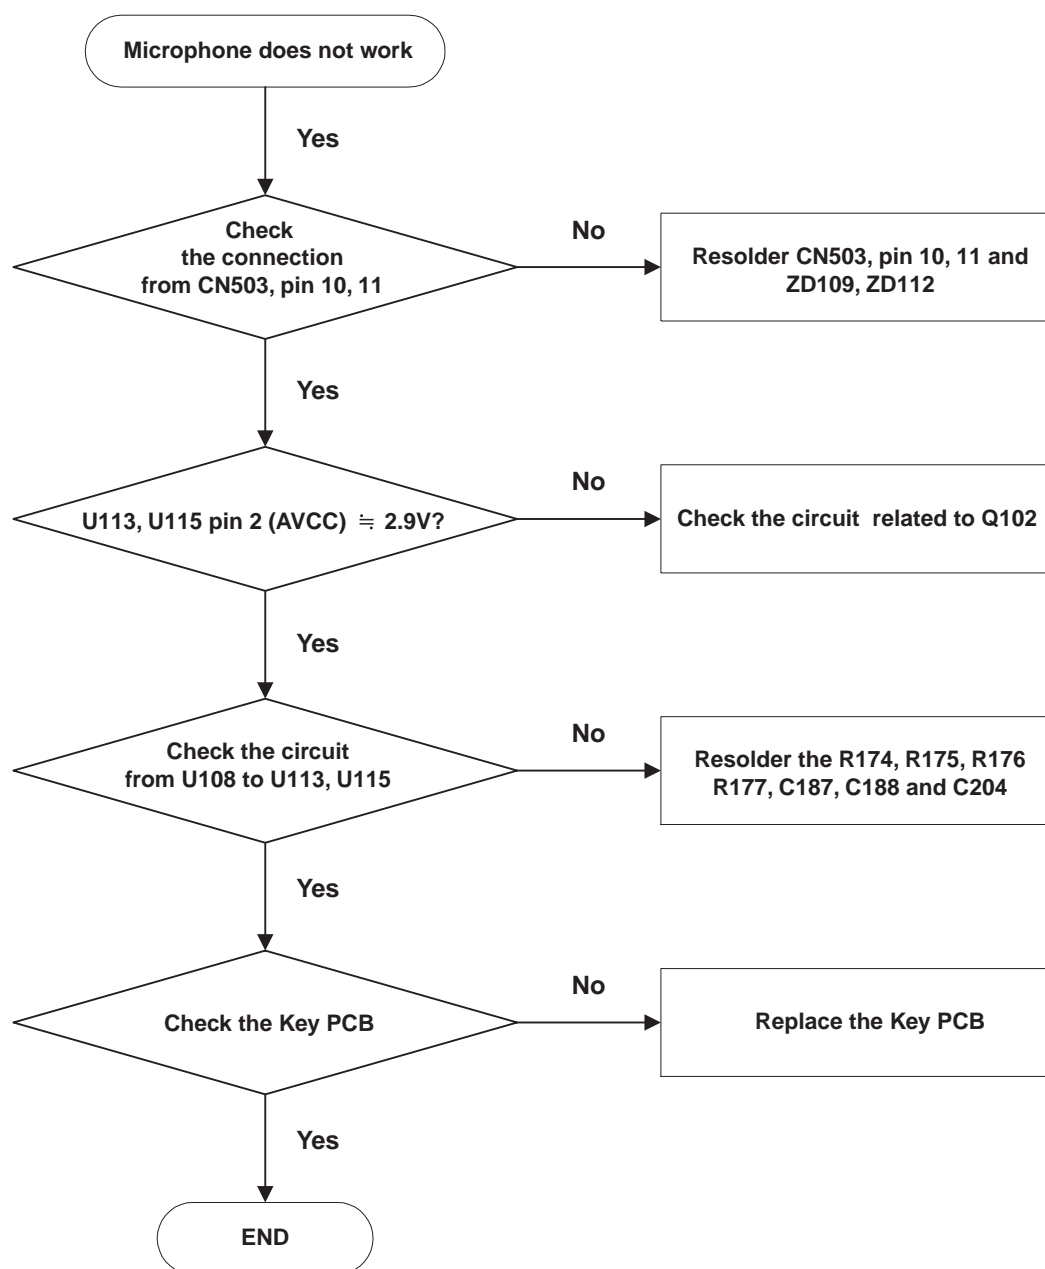 Microphone does not work
Yes
Check
the connection
from CN503, pin 10, 11
No
Resolder CN503, pin 10, 11 and
ZD109, ZD112
Yes
U113, U115 pin 2 (AVCC) ≒ 2.9V?
No
Check the circuit related to Q102
Yes
Check the circuit
from U108 to U113, U115
No
Resolder the R174, R175, R176
R177, C187, C188 and C204
Yes
Check the Key PCB
No
Replace the Key PCB
Yes
END